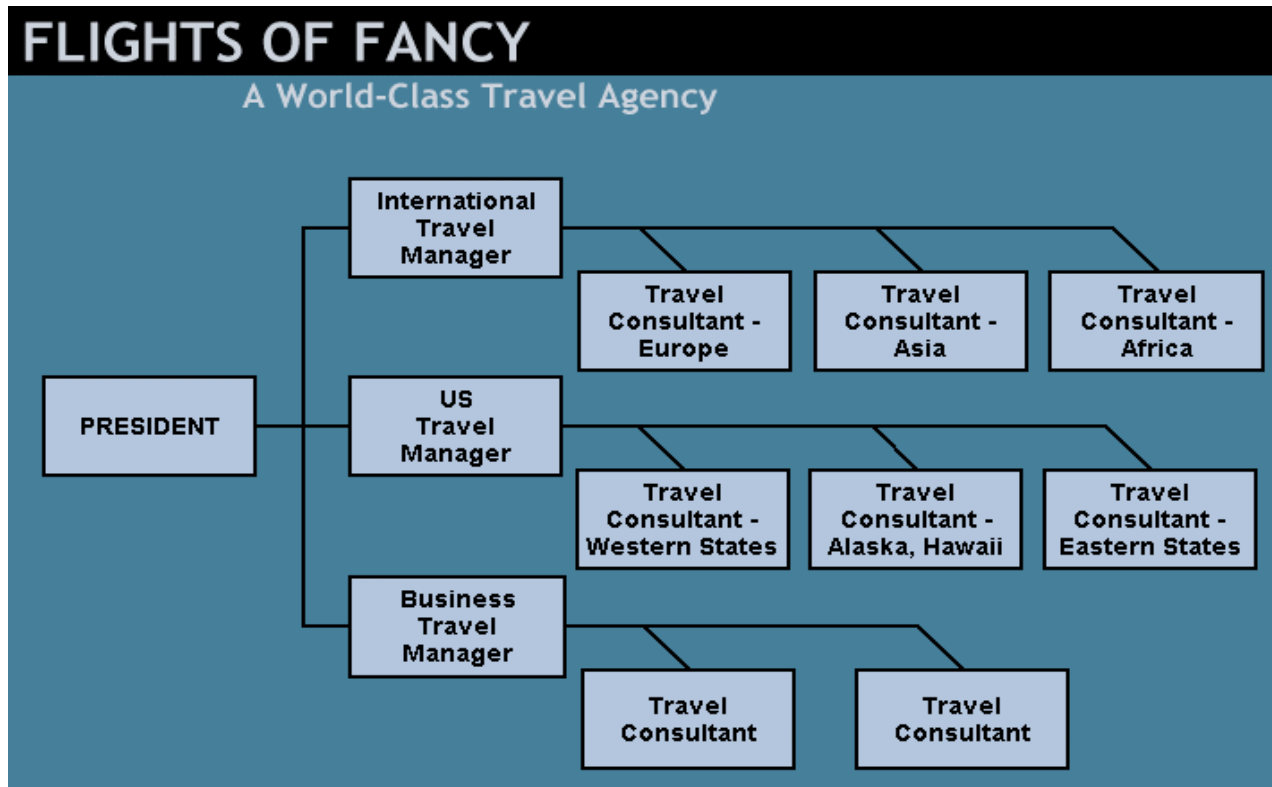 FLIGHTS OF FANCY
A World-Class Travel Agency
International
Travel
Manager
Travel
Consultant -
Europe
Travel
Consultant -
Asia
Travel
Consultant -
Africa
PRESIDENT
US
Travel
Manager
Travel
Consultant -
Western States
Travel
Consultant -
Alaska, Hawaii
Travel
Consultant -
Eastern States
Business
Travel
Manager
Travel
Consultant
Travel
Consultant